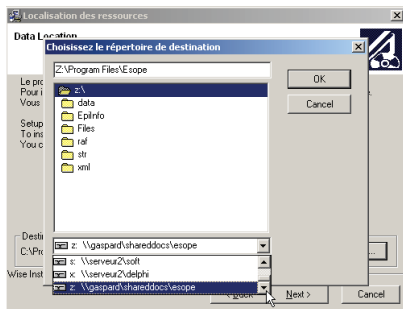 Localisation des ressources
Data Location
Choisissez le répertoire de destination
Z:\Program Files\Esope
OK
Cancel
z:\
data
EpiInfo
Files
raf
str
xml
Le pro
Pour i
Vous
Setup
To ins
You c
Desti
C:\Pro
z: \\gaspard\shareddocs\esope
s: \\serveur2\soft
x: \\serveur2\delphi
z: \\gaspard\shareddocs\esope
...
Wise Inst
< Back
Next >
Cancel